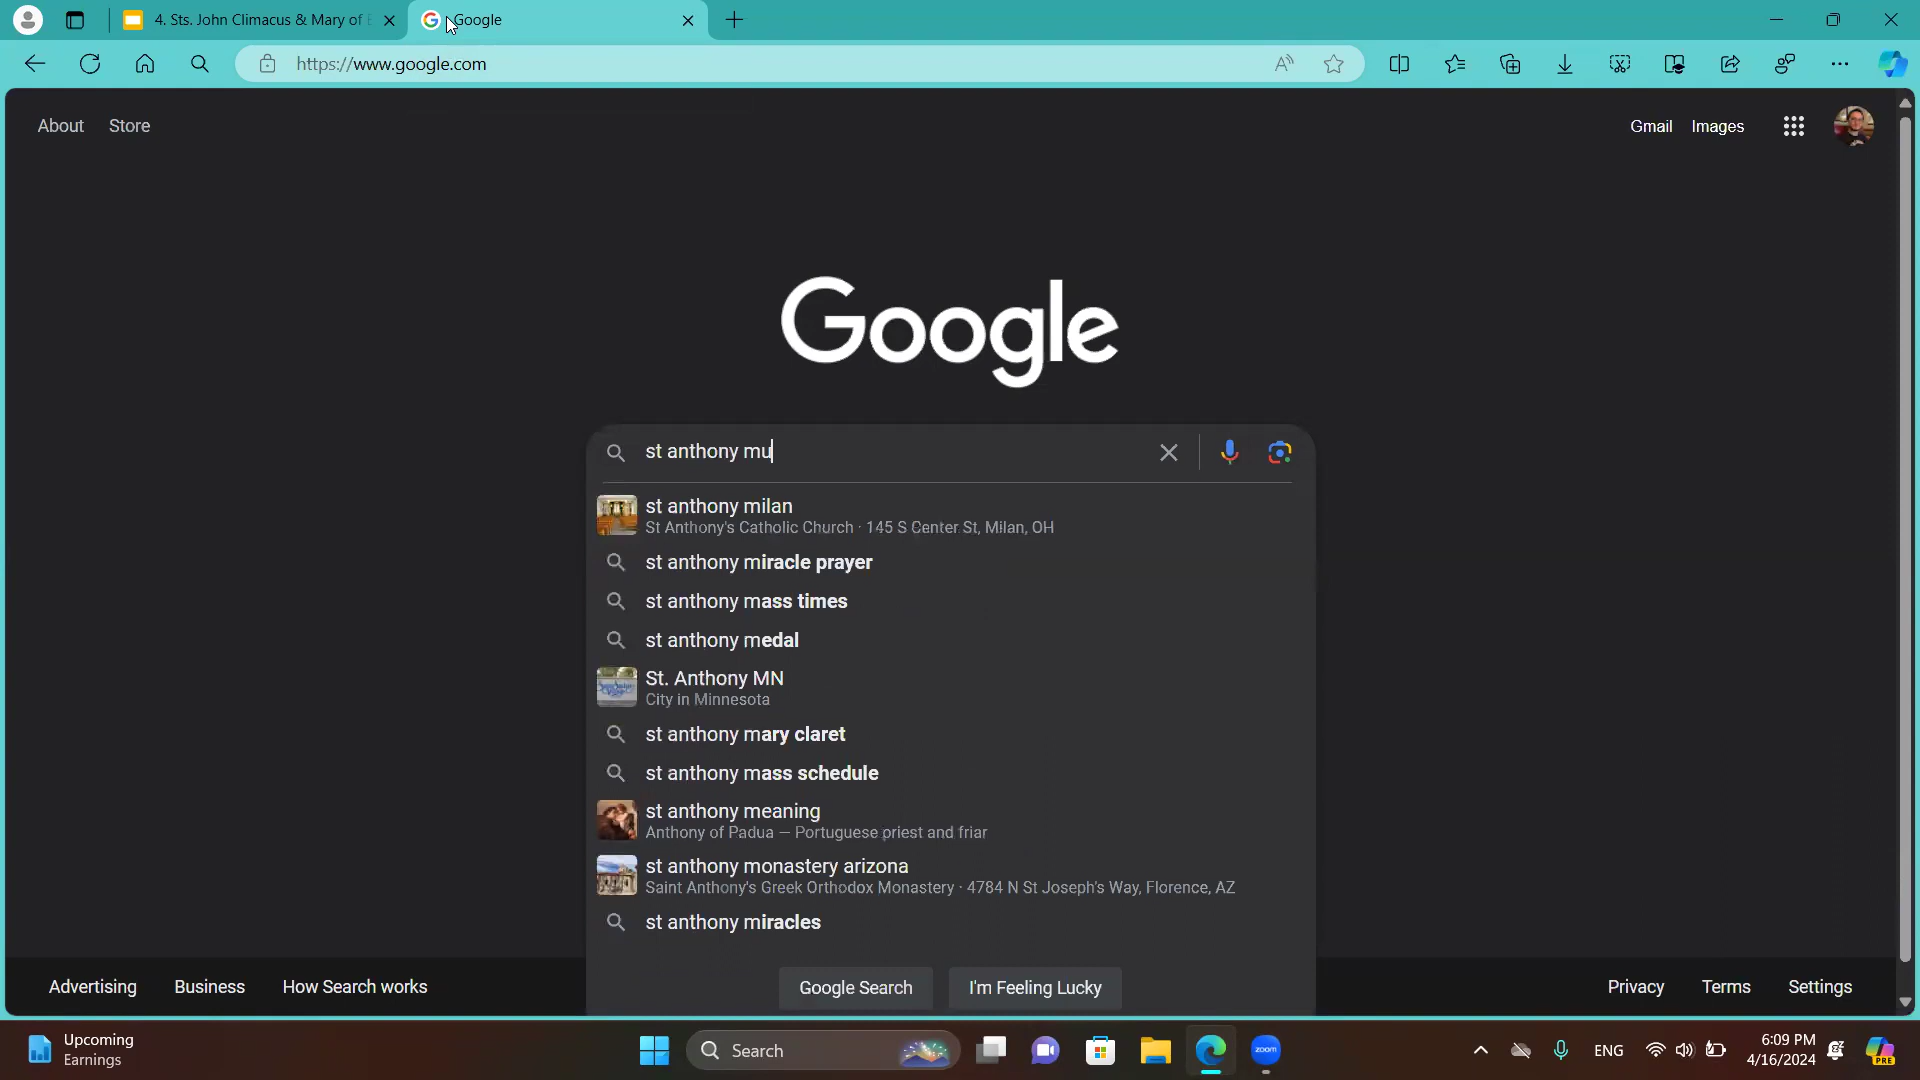 4. Sts. John Climacus & Mary of
Google
https://www.google.com
About
Store
Gmail
Images
Google
st anthony mu
st anthony milan
St Anthony's Catholic Church · 145 S Center St, Milan, OH
st anthony miracle prayer
st anthony mass times
st anthony medal
St. Anthony MN
City in Minnesota
st anthony mary claret
st anthony mass schedule
st anthony meaning
Anthony of Padua — Portuguese priest and friar
st anthony monastery arizona
Saint Anthony's Greek Orthodox Monastery · 4784 N St Joseph's Way, Florence, AZ
st anthony miracles
Google Search
I'm Feeling Lucky
Advertising
Business
How Search works
Privacy
Terms
Settings
Upcoming
Earnings
Search
zoom
ENG
6:09 PM
4/16/2024
PRE